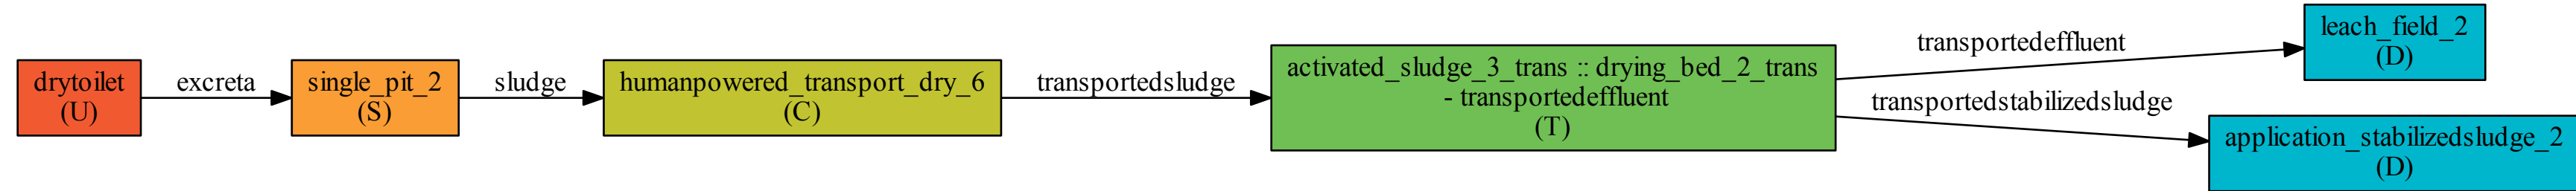 drytoilet
(U)
excreta
single_pit_2
(S)
sludge
humanpowered_transport_dry_6
(C)
transportedsludge
activated_sludge_3_trans :: drying_bed_2_trans
- transportedeffluent
(T)
transportedeffluent
leach_field_2
(D)
transportedstabilizedsludge
application_stabilizedsludge_2
(D)